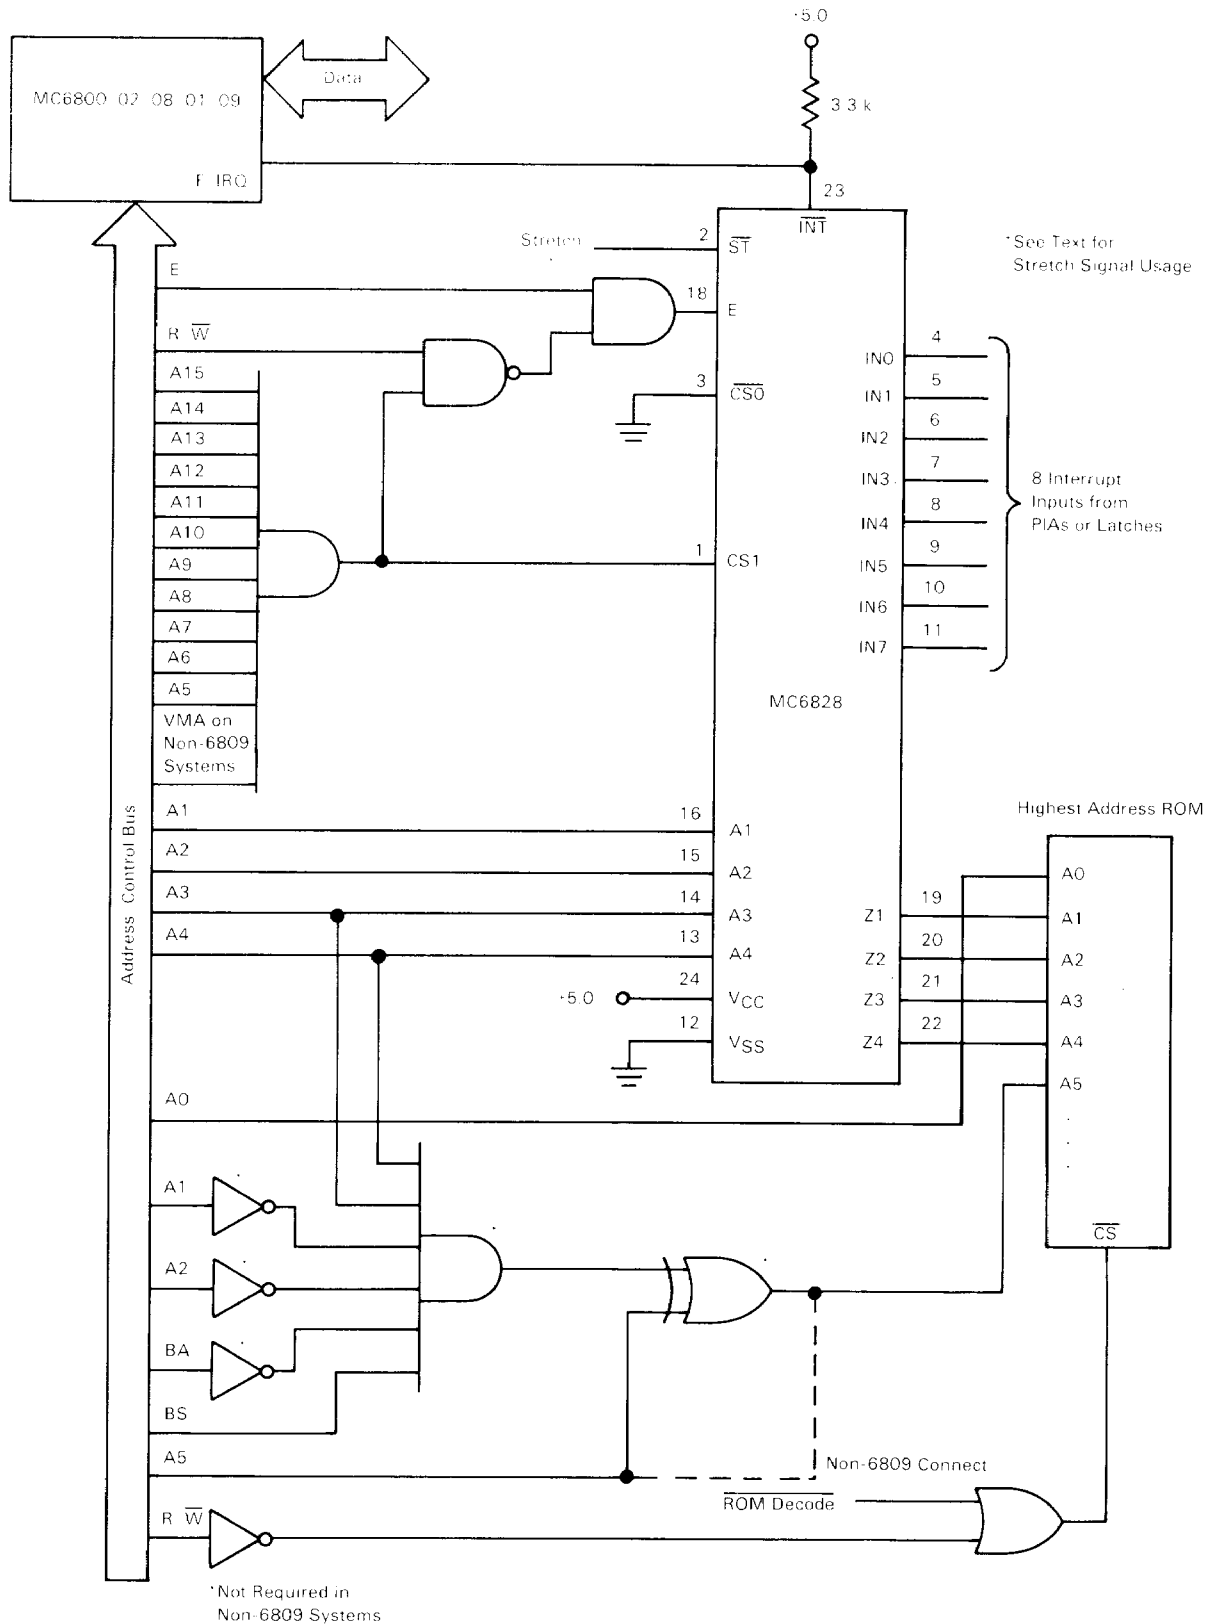 +5.0
MC6800 02 08 01 09
Data
3.3 k
F IRQ
23
INT
Stretch
2
ST
*See Text for
Stretch Signal Usage
E
18
E
R W
4
IN0
A15
3
CS0
5
IN1
A14
6
IN2
A13
7
IN3
8 Interrupt
Inputs from
PIAs or Latches
A12
8
IN4
A11
9
IN5
A10
1
CS1
10
IN6
A9
11
IN7
A8
A7
A6
A5
MC6828
VMA on
Non-6809
Systems
Address Control Bus
Highest Address ROM
A1
16
A1
A2
15
A2
A0
A3
14
A3
Z1
19
A1
A4
13
A4
Z2
20
A2
+5.0
24
VCC
Z3
21
A3
12
VSS
Z4
22
A4
A5
A0
A1
CS
A2
BA
BS
A5
Non-6809 Connect
ROM Decode
R W
*Not Required in
Non-6809 Systems